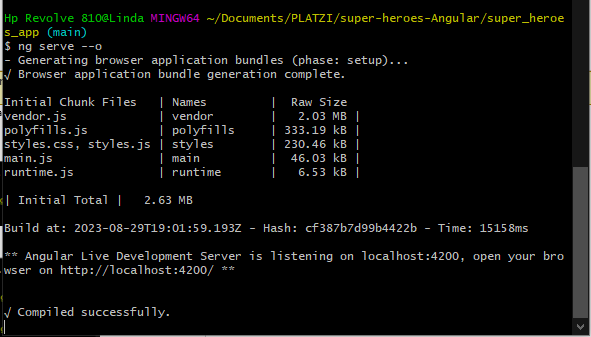 Hp Revolve 810@Linda MINGW64 ~/Documents/PLATZI/super-heroes-Angular/super_heroe
s_app (main)
$ ng serve --o
- Generating browser application bundles (phase: setup)...
√ Browser application bundle generation complete.
Initial Chunk Files   | Names         |  Raw Size
vendor.js             | vendor        |   2.03 MB |
polyfills.js          | polyfills     | 333.19 kB |
styles.css, styles.js | styles        | 230.46 kB |
main.js               | main          |  46.03 kB |
runtime.js            | runtime       |   6.53 kB |
| Initial Total |   2.63 MB
Build at: 2023-08-29T19:01:59.193Z - Hash: cf387b7d99b4422b - Time: 15158ms
** Angular Live Development Server is listening on localhost:4200, open your bro
wser on http://localhost:4200/ **
√ Compiled successfully.